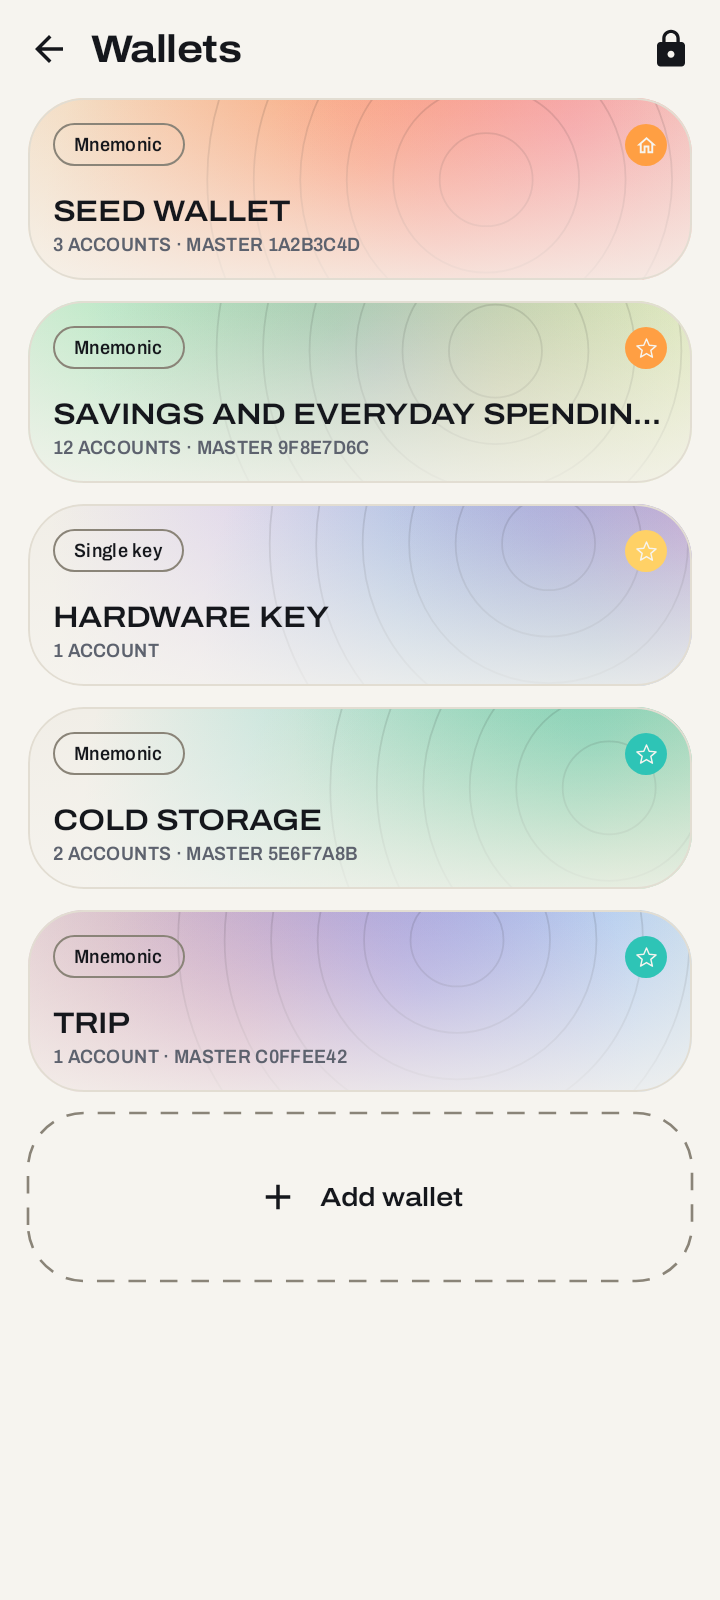 Wallets
Mnemonic
SEED WALLET
3 ACCOUNTS · MASTER 1A2B3C4D
Mnemonic
SAVINGS AND EVERYDAY SPENDIN...
12 ACCOUNTS · MASTER 9F8E7D6C
Single key
HARDWARE KEY
1 ACCOUNT
Mnemonic
COLD STORAGE
2 ACCOUNTS · MASTER 5E6F7A8B
Mnemonic
TRIP
1 ACCOUNT · MASTER C0FFEE42
Add wallet